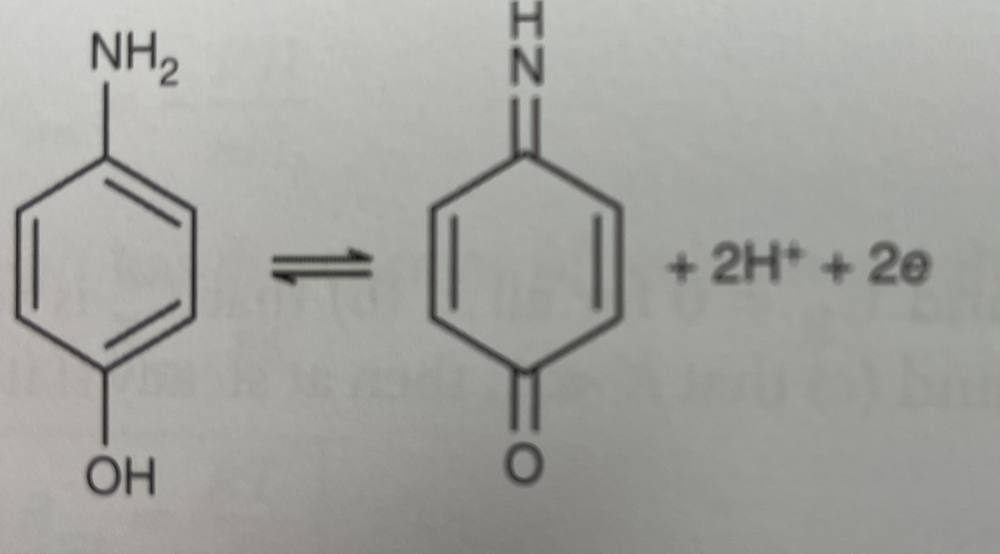 H
NH₂
N
+ 2H⁺ + 2e
OH
O